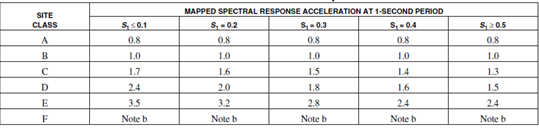 SITE CLASS MAPPED SPECTRAL RESPONSE ACCELERATION AT 1-SECOND PERIOD
S₁ ≤ 0.1 S₁ = 0.2 S₁ = 0.3 S₁ = 0.4 S₁ ≥ 0.5
A 0.8 0.8 0.8 0.8 0.8
B 1.0 1.0 1.0 1.0 1.0
C 1.7 1.6 1.5 1.4 1.3
D 2.4 2.0 1.8 1.6 1.5
E 3.5 3.2 2.8 2.4 2.4
F Note b Note b Note b Note b Note b